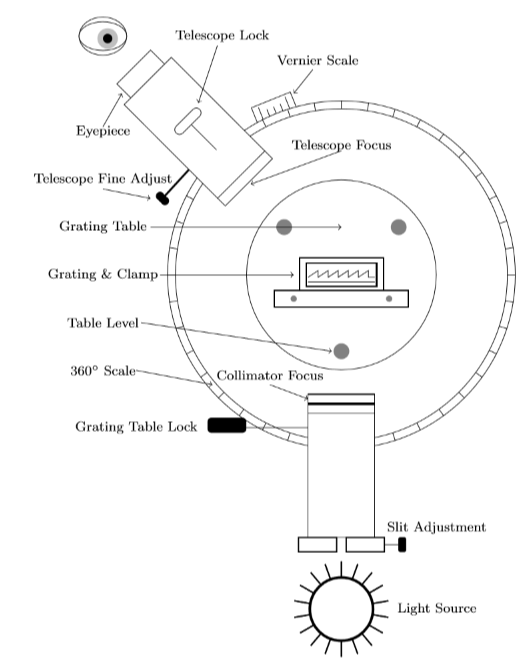 Telescope Lock
Vernier Scale
Eyepiece
Telescope Focus
Telescope Fine Adjust
Grating Table
Grating & Clamp
Table Level
360° Scale
Collimator Focus
Grating Table Lock
Slit Adjustment
Light Source